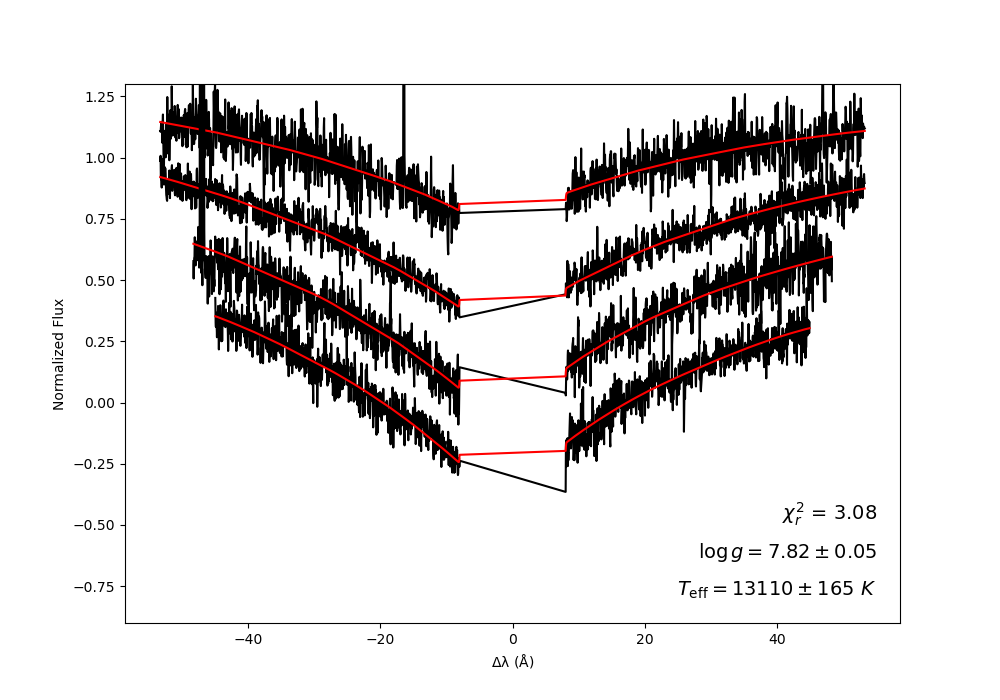 1.25
1.00
0.75
0.50
0.25
0.00
−0.25
−0.50
−0.75
Normalized Flux
χ²ᵣ = 3.08
log g = 7.82 ± 0.05
T_eff = 13110 ± 165 K
−40 −20 0 20 40
Δλ (Å)